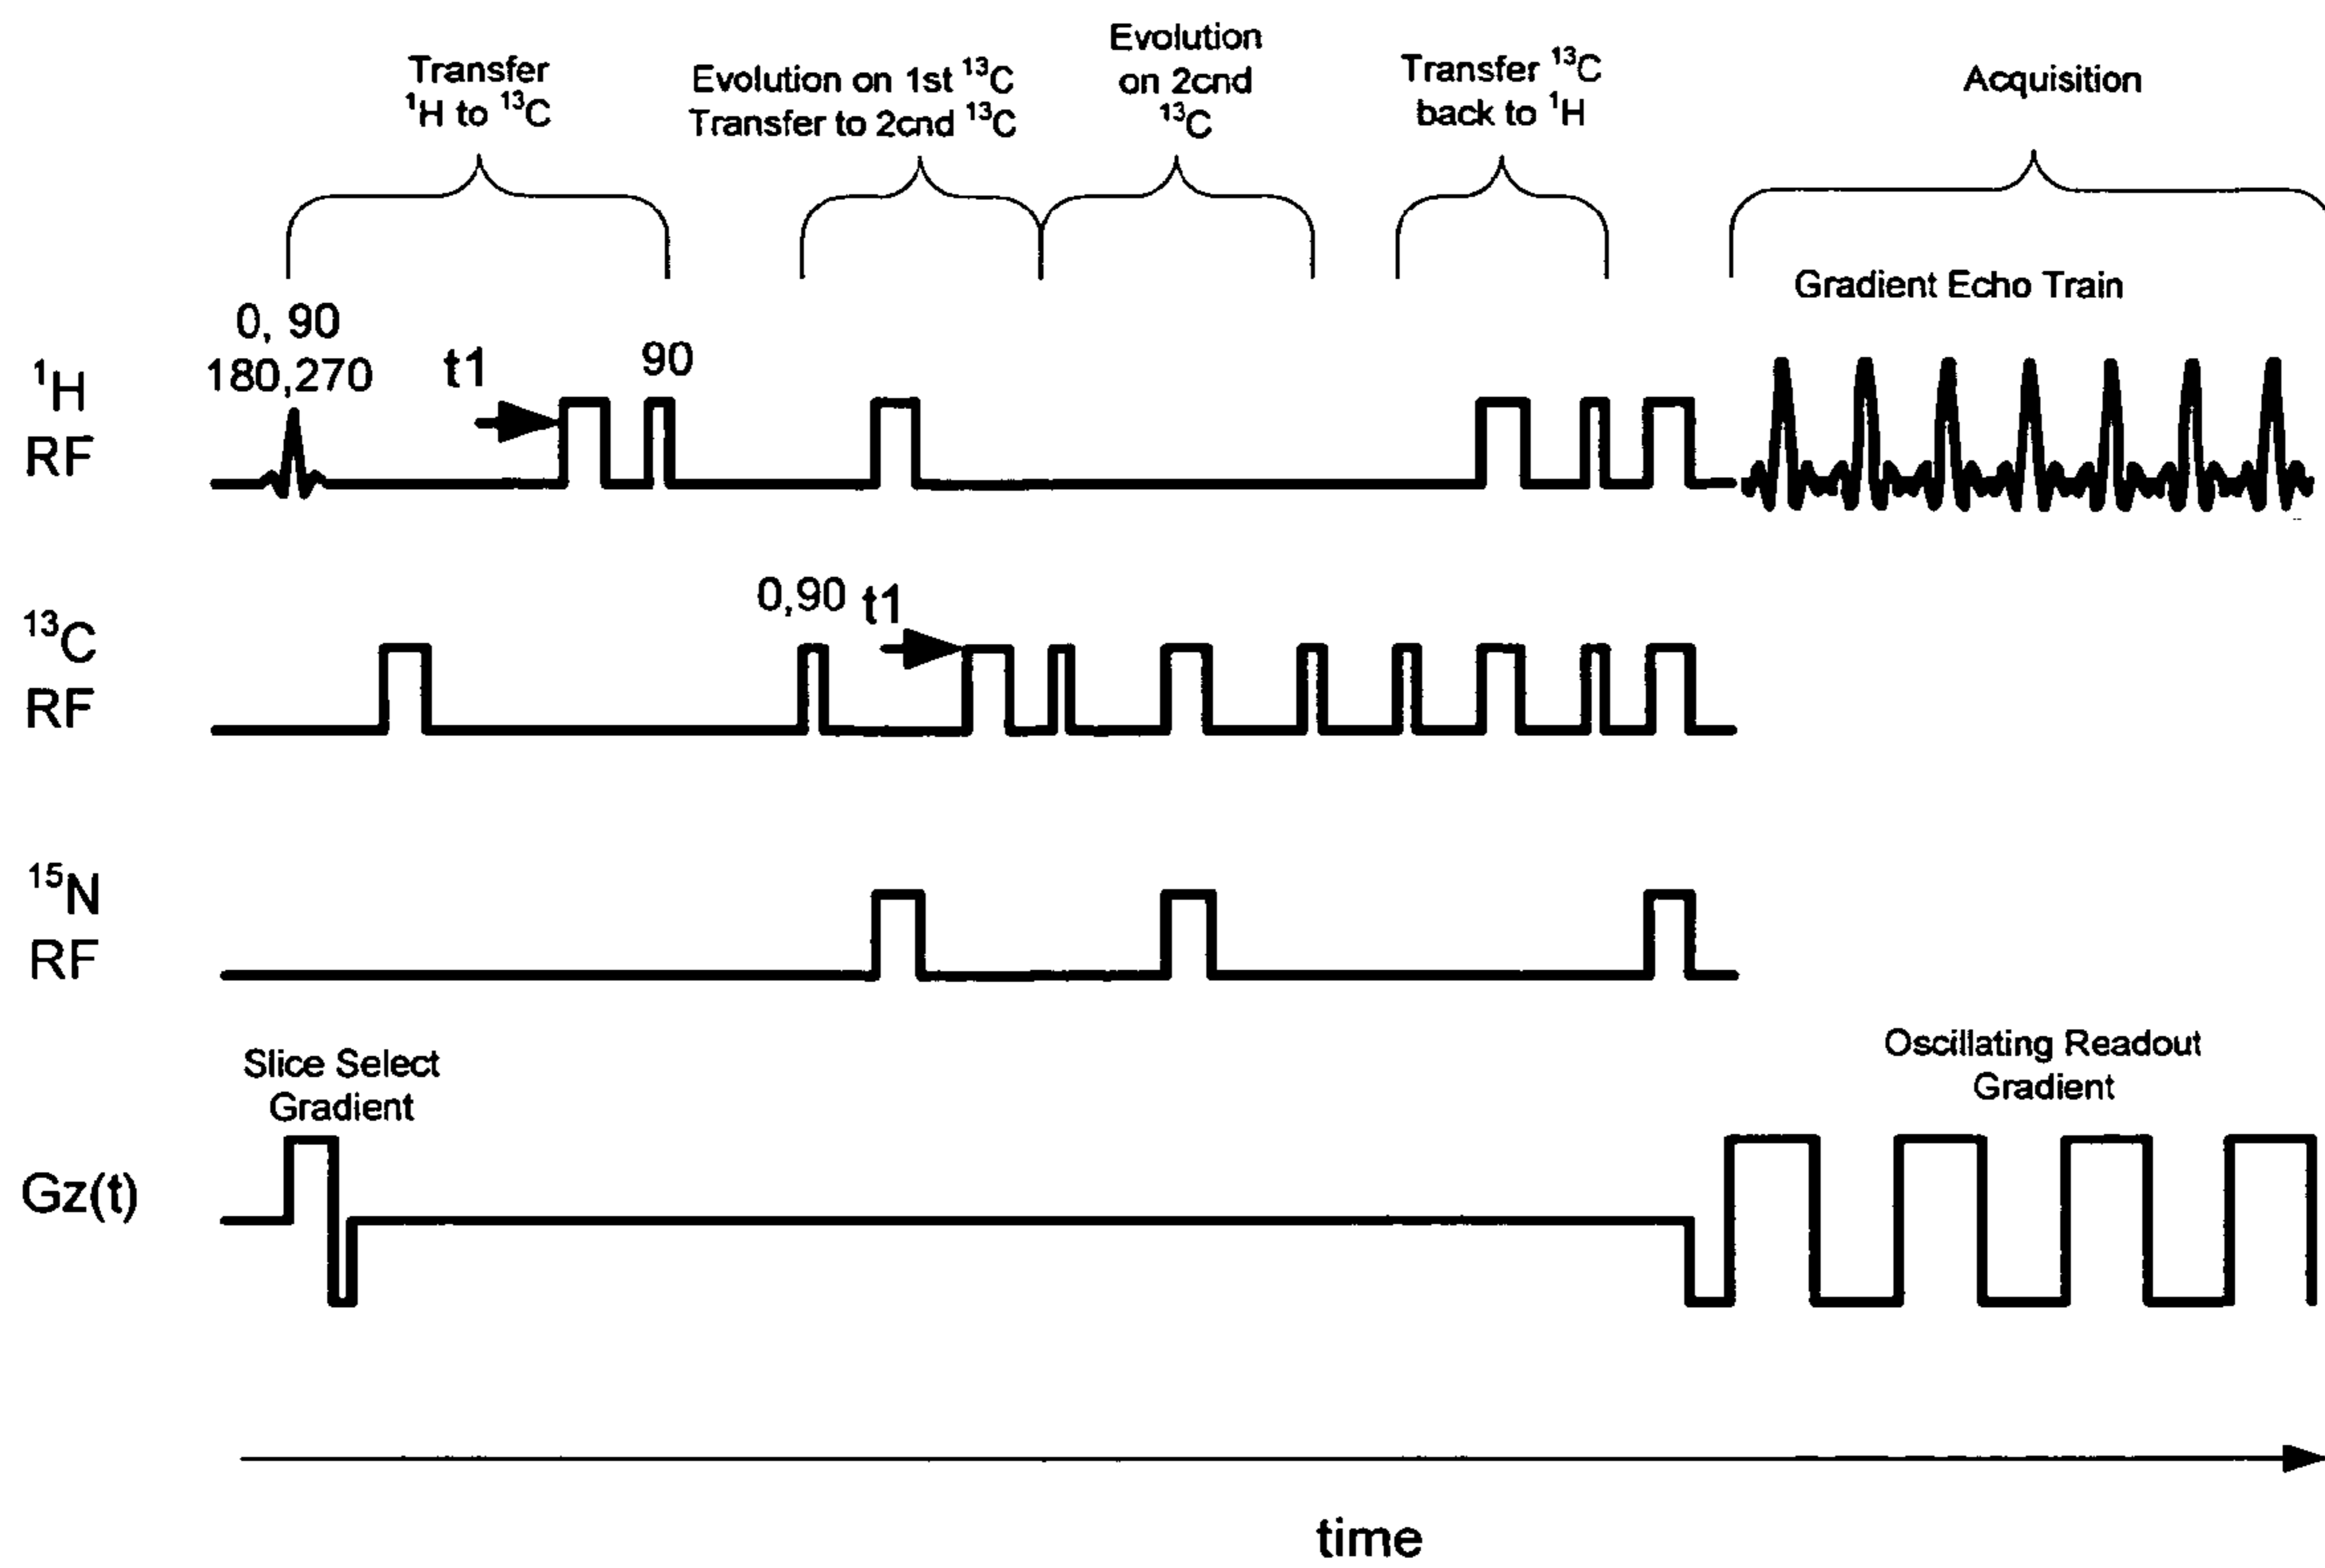 Transfer
¹H to ¹³C
Evolution on 1st ¹³C
Transfer to 2cnd ¹³C
Evolution
on 2cnd
¹³C
Transfer ¹³C
back to ¹H
Acquisition
Gradient Echo Train
0, 90
180,270
t1
90
¹H
RF
0,90 t1
¹³C
RF
¹⁵N
RF
Slice Select
Gradient
Oscillating Readout
Gradient
Gz(t)
time